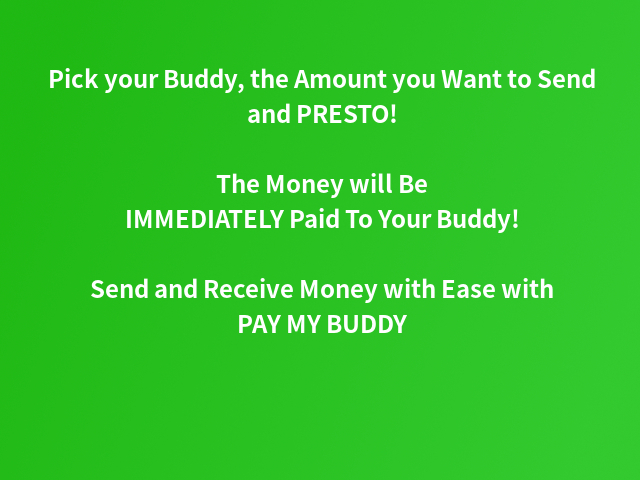 Pick your Buddy, the Amount you Want to Send
and PRESTO!
The Money will Be
IMMEDIATELY Paid To Your Buddy!
Send and Receive Money with Ease with
PAY MY BUDDY